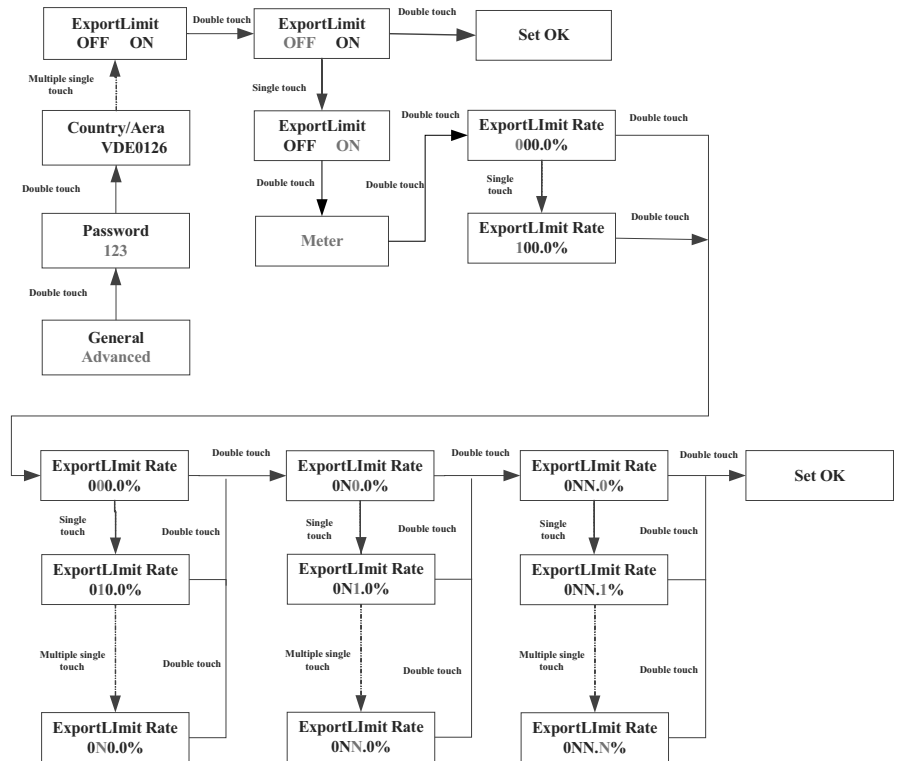 ExportLimit
OFF ON
Double touch
ExportLimit
OFF ON
Double touch
Set OK
Multiple single
touch
Single touch
Country/Aera
VDE0126
ExportLimit
OFF ON
Double touch
ExportLImit Rate
000.0%
Double touch
Double touch
Double touch
Double touch
Single
touch
Password
123
Meter
ExportLImit Rate
100.0%
Double touch
Double touch
General
Advanced
ExportLImit Rate
000.0%
Double touch
ExportLImit Rate
0N0.0%
Double touch
ExportLImit Rate
0NN.0%
Double touch
Set OK
Single
touch
Double touch
Single
touch
Double touch
Single
touch
Double touch
ExportLImit Rate
010.0%
ExportLImit Rate
0N1.0%
ExportLImit Rate
0NN.1%
Multiple single
touch
Double touch
Multiple single
touch
Double touch
Multiple single
touch
Double touch
ExportLImit Rate
0N0.0%
ExportLImit Rate
0NN.0%
ExportLImit Rate
0NN.N%